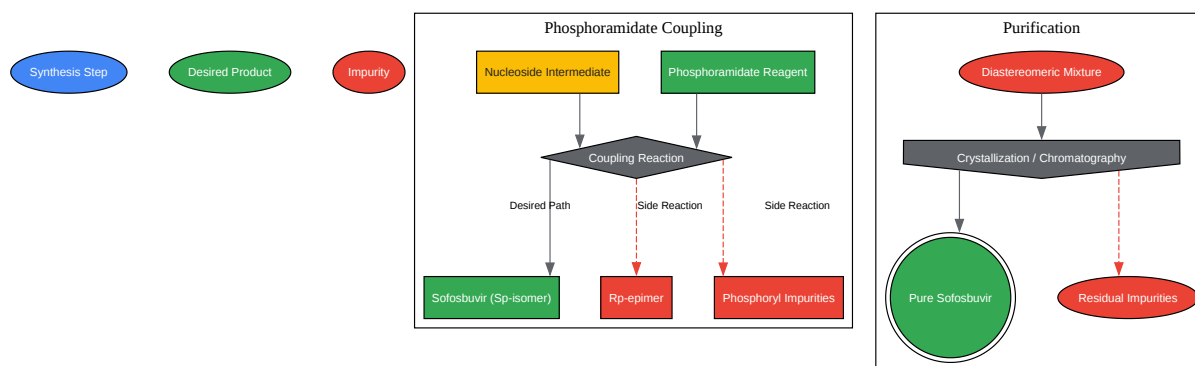 Phosphoramidate Coupling
Purification
Synthesis Step
Desired Product
Impurity
Nucleoside Intermediate
Phosphoramidate Reagent
Diastereomeric Mixture
Coupling Reaction
Crystallization / Chromatography
Desired Path
Side Reaction
Side Reaction
Sofosbuvir (Sp-isomer)
Rp-epimer
Phosphoryl Impurities
Pure Sofosbuvir
Residual Impurities